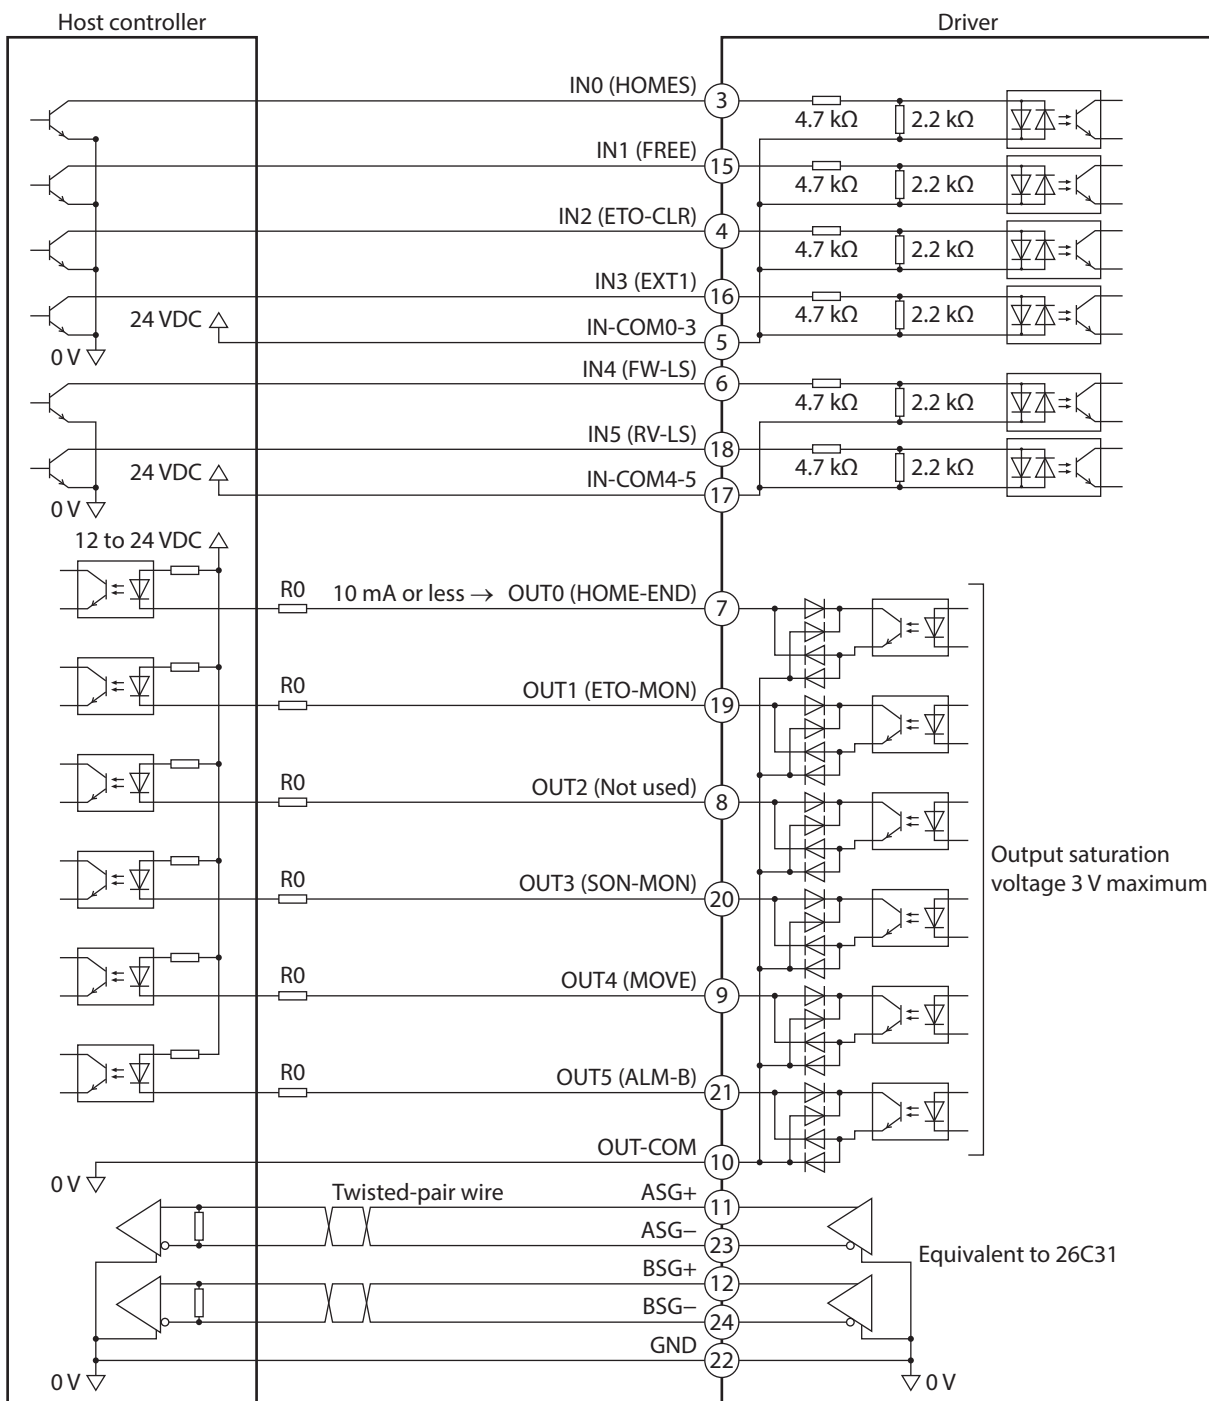 Host controller
Driver
IN0 (HOMES)
3
4.7 kΩ
2.2 kΩ
IN1 (FREE)
15
4.7 kΩ
2.2 kΩ
IN2 (ETO-CLR)
4
4.7 kΩ
2.2 kΩ
IN3 (EXT1)
16
4.7 kΩ
2.2 kΩ
24 VDC
IN-COM0-3
5
0 V
IN4 (FW-LS)
6
4.7 kΩ
2.2 kΩ
IN5 (RV-LS)
18
4.7 kΩ
2.2 kΩ
24 VDC
IN-COM4-5
17
0 V
12 to 24 VDC
R0
10 mA or less →
OUT0 (HOME-END)
7
R0
OUT1 (ETO-MON)
19
R0
OUT2 (Not used)
8
Output saturation
voltage 3 V maximum
R0
OUT3 (SON-MON)
20
R0
OUT4 (MOVE)
9
R0
OUT5 (ALM-B)
21
OUT-COM
10
0 V
Twisted-pair wire
ASG+
11
ASG−
23
Equivalent to 26C31
BSG+
12
BSG−
24
GND
22
0 V
0 V